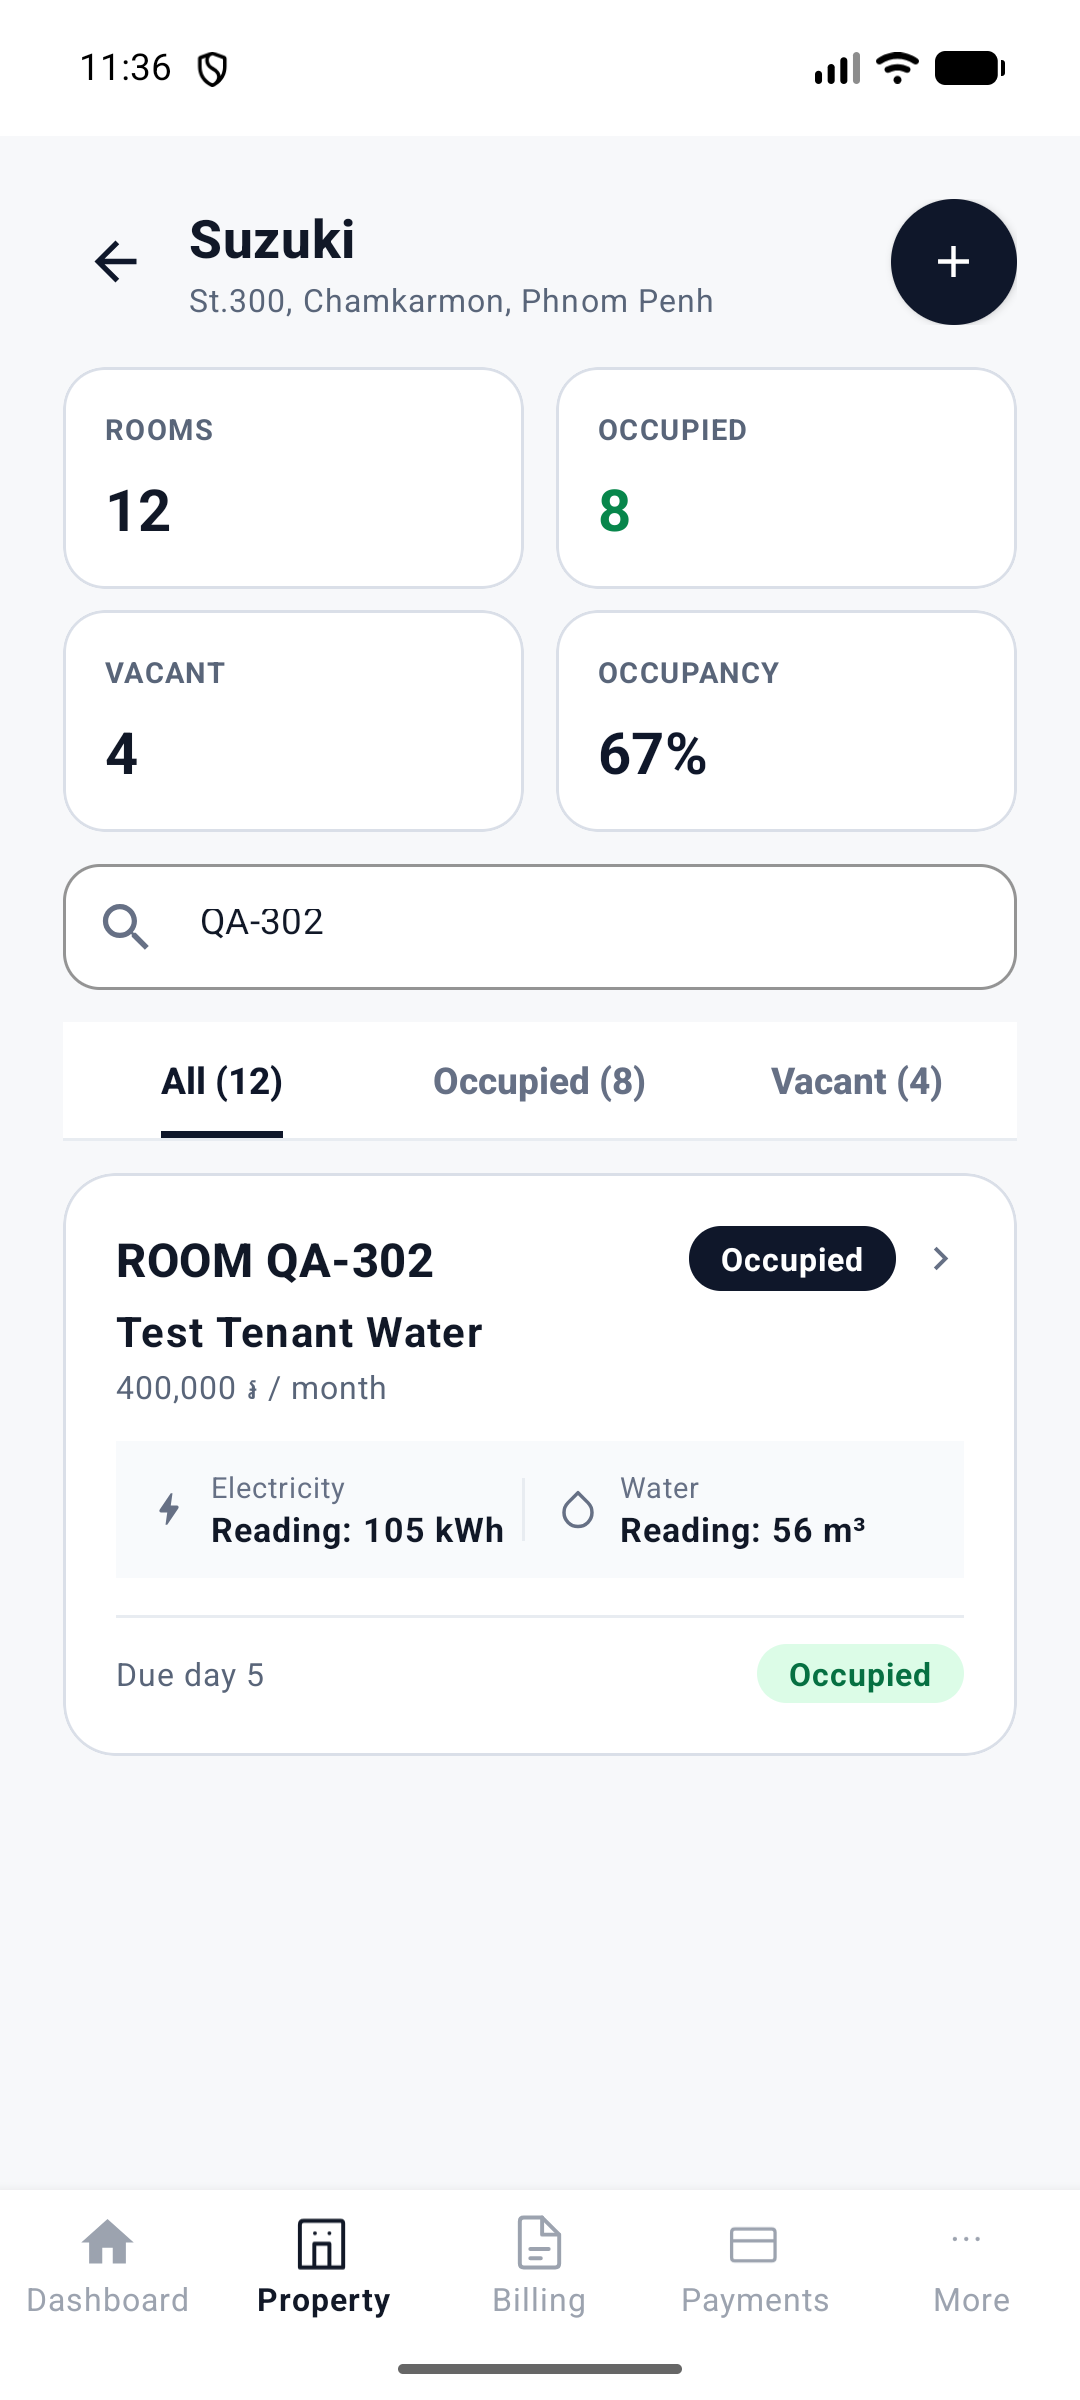 11:36
Suzuki
St.300, Chamkarmon, Phnom Penh
ROOMS
12
OCCUPIED
8
VACANT
4
OCCUPANCY
67%
QA-302
All (12)
Occupied (8)
Vacant (4)
ROOM QA-302
Occupied
Test Tenant Water
400,000 ៛ / month
Electricity
Reading: 105 kWh
Water
Reading: 56 m³
Due day 5
Occupied
Dashboard
Property
Billing
Payments
More